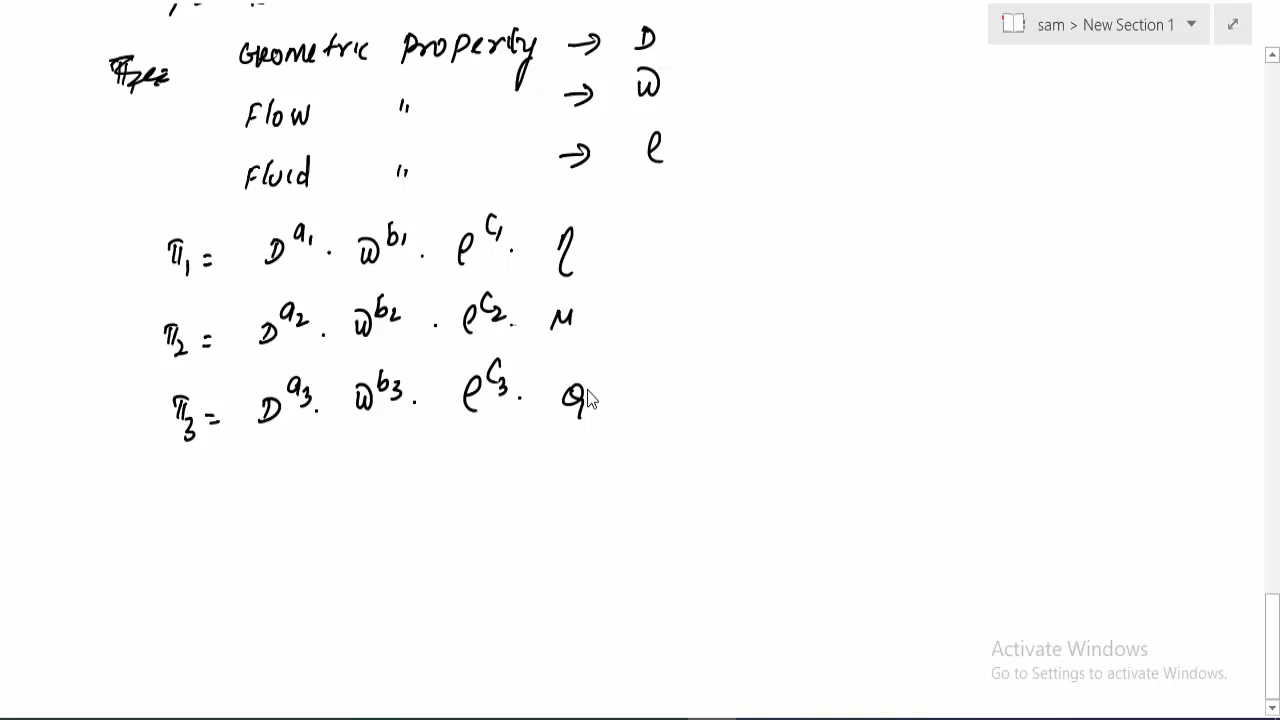 sam > New Section 1
Geometric Property → D
Flow " → ω
Fluid " → ρ
π₁ = D^a₁ . ω^b₁ . ρ^c₁ . η
π₂ = D^a₂ . ω^b₂ . ρ^c₂ . μ
π₃ = D^a₃ . ω^b₃ . ρ^c₃ . Q
Activate Windows
Go to Settings to activate Windows.